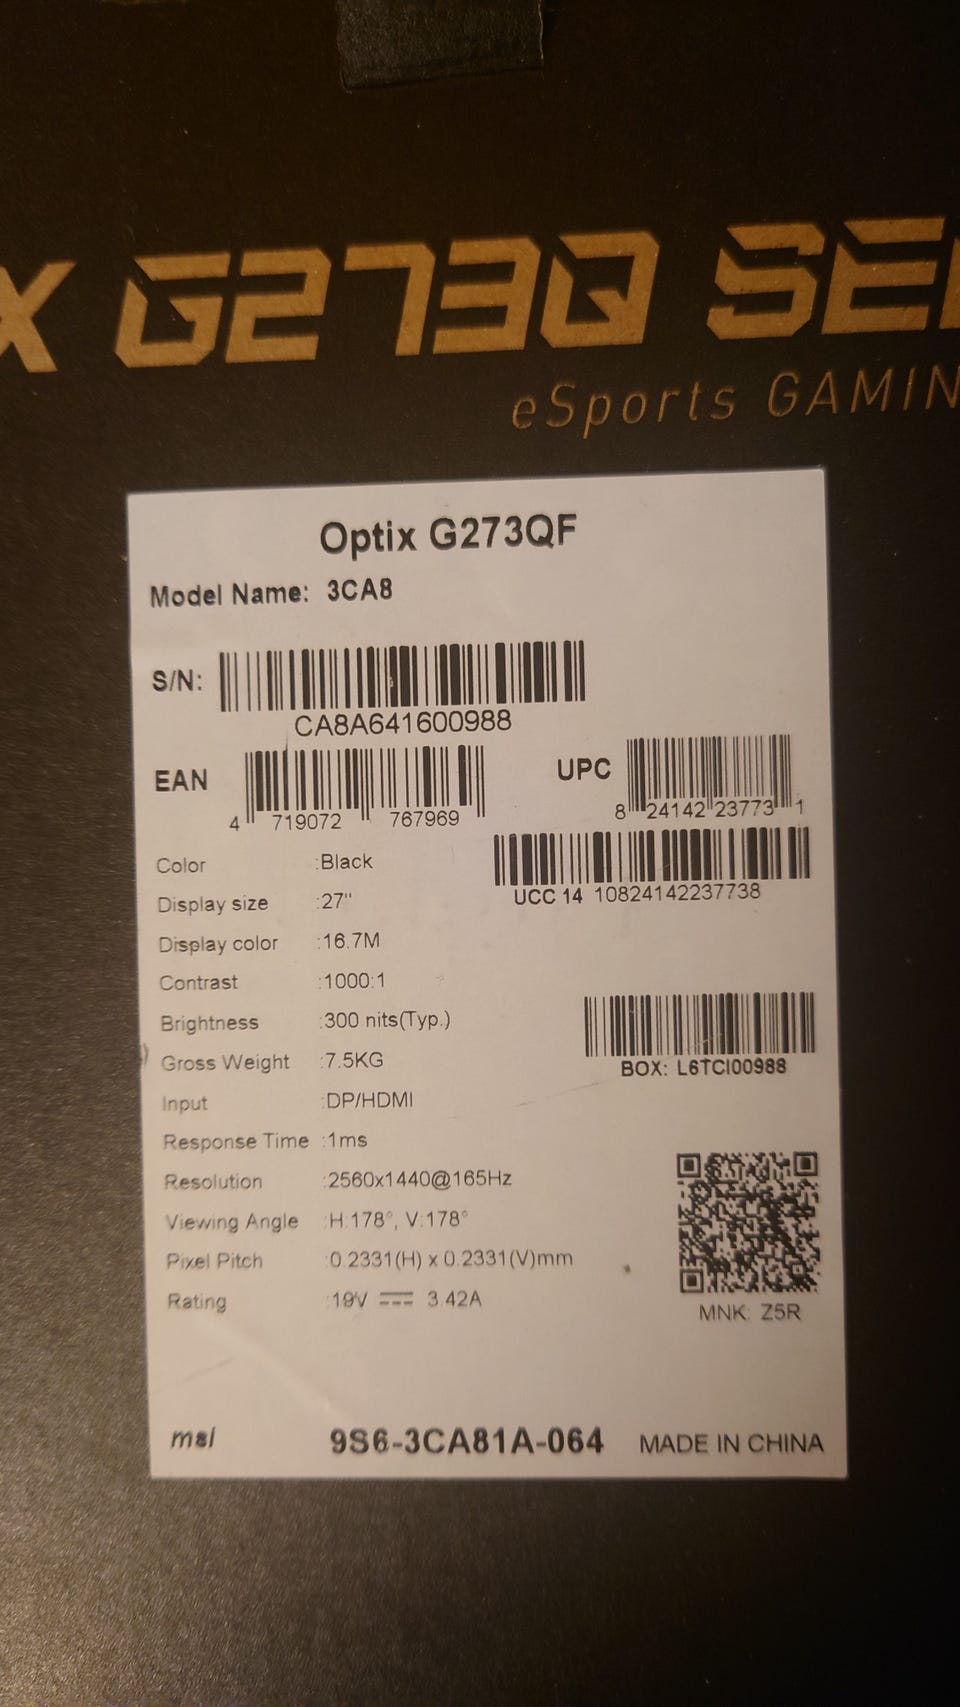 X G273Q SE
eSports GAMIN
Optix G273QF
Model Name: 3CA8
S/N:
CA8A641600988
EAN
4 719072 767969
UPC
8 24142 23773 1
UCC 14 10824142237738
Color :Black
Display size :27"
Display color :16.7M
Contrast :1000:1
Brightness :300 nits(Typ.)
BOX: L6TCI00988
Gross Weight :7.5KG
Input :DP/HDMI
Response Time :1ms
Resolution :2560x1440@165Hz
Viewing Angle :H:178°, V:178°
Pixel Pitch :0.2331(H) x 0.2331(V)mm
Rating :19V 3.42A
MNK: Z5R
msi 9S6-3CA81A-064 MADE IN CHINA